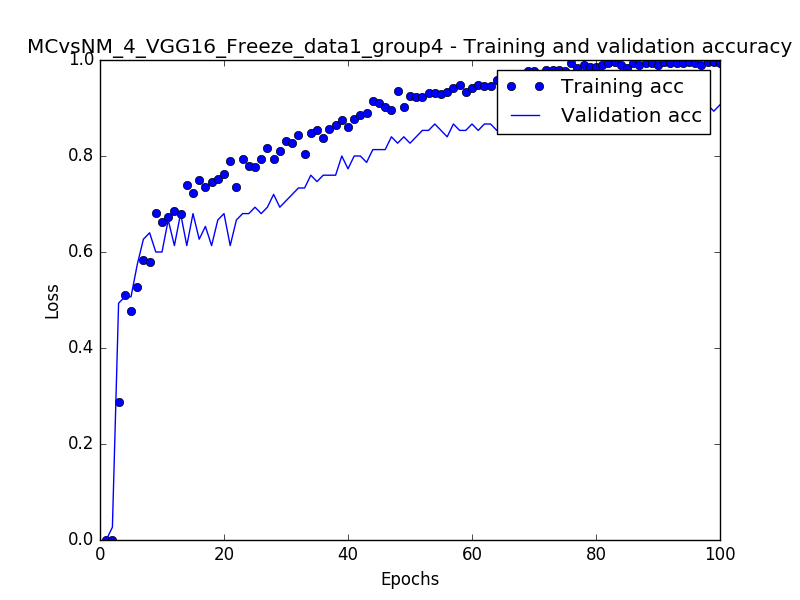 MCvsNM_4_VGG16_Freeze_data1_group4 - Training and validation accuracy
1.0
Training acc
Validation acc
0.8
0.6
Loss
0.4
0.2
0.0
0 20 40 60 80 100
Epochs